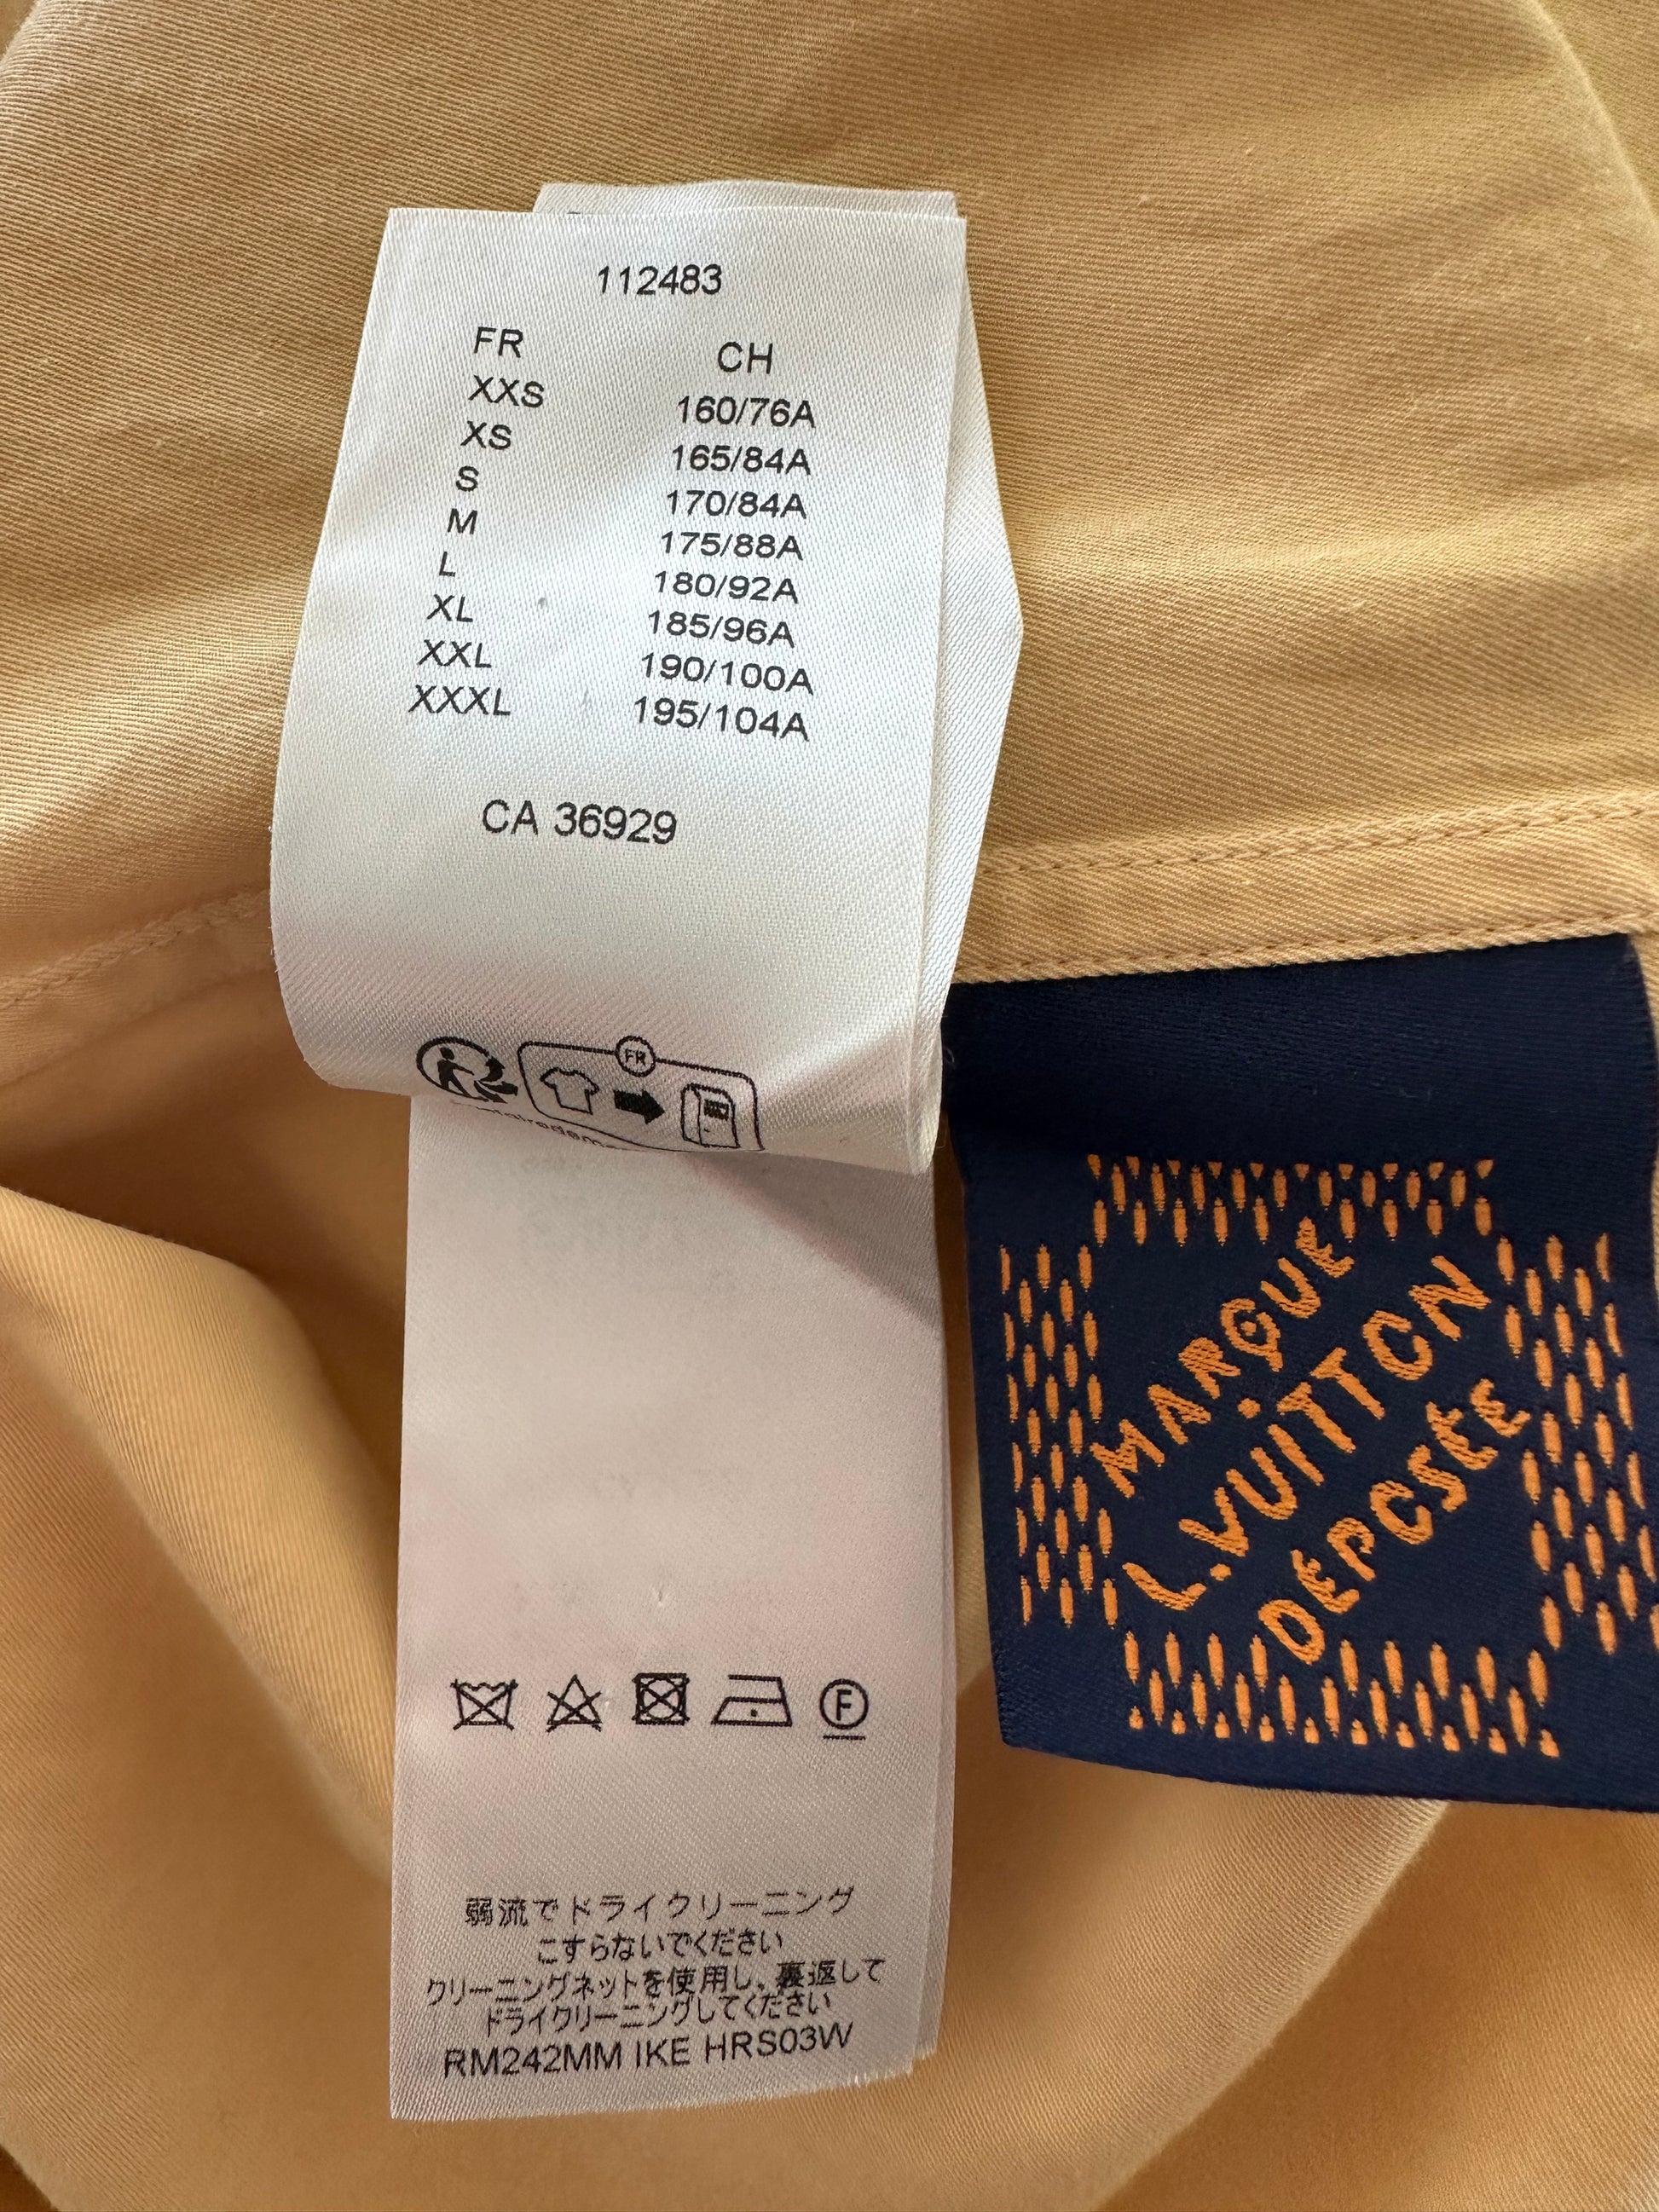 112483
FR CH
XXS 160/76A
XS 165/84A
S 170/84A
M 175/88A
L 180/92A
XL 185/96A
XXL 190/100A
XXXL 195/104A
CA 36929
FR
MARQUE
L.VUITTON
DÉPOSÉE
F
弱流でドライクリーニング
こすらないでください
クリーニングネットを使用し、裏返して
ドライクリーニングしてください
RM242MM IKE HRS03W